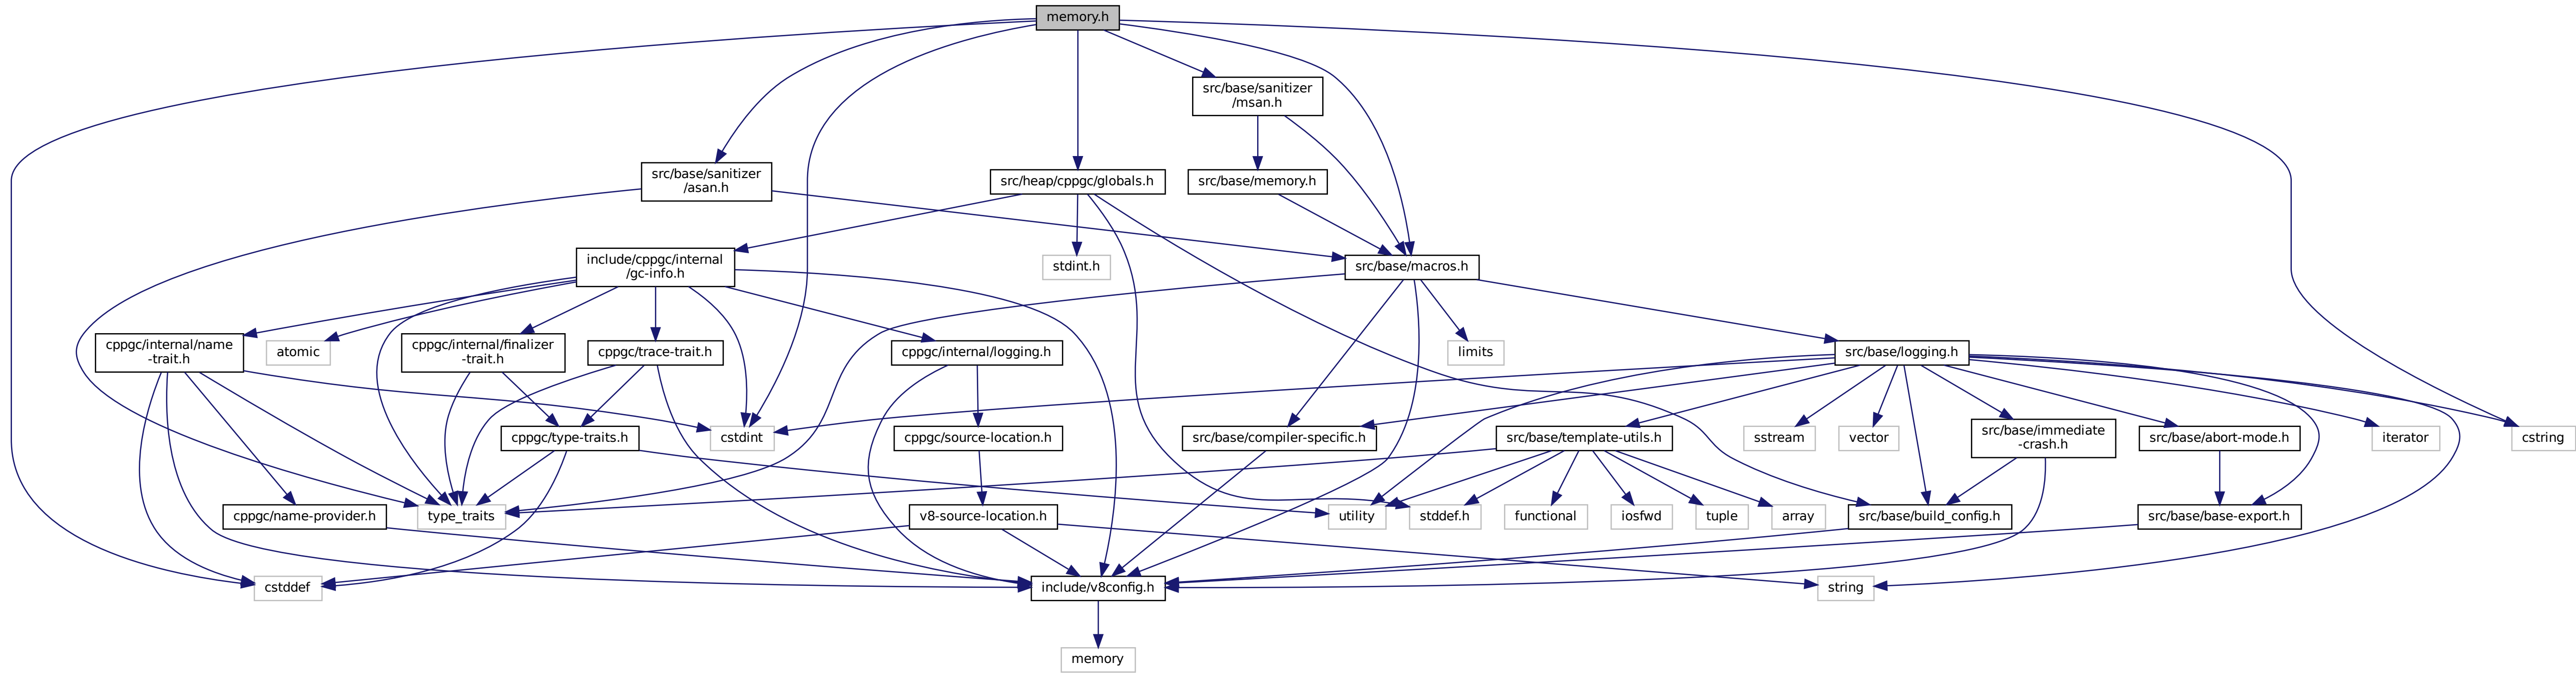 memory.h
src/base/sanitizer
/msan.h
src/base/sanitizer
/asan.h
src/heap/cppgc/globals.h
src/base/memory.h
include/cppgc/internal
/gc-info.h
stdint.h
src/base/macros.h
cppgc/internal/name
-trait.h
atomic
cppgc/internal/finalizer
-trait.h
cppgc/trace-trait.h
cppgc/internal/logging.h
limits
src/base/logging.h
cppgc/type-traits.h
cstdint
cppgc/source-location.h
src/base/compiler-specific.h
src/base/template-utils.h
sstream
vector
src/base/immediate
-crash.h
src/base/abort-mode.h
iterator
cstring
cppgc/name-provider.h
type_traits
v8-source-location.h
utility
stddef.h
functional
iosfwd
tuple
array
src/base/build_config.h
src/base/base-export.h
cstddef
include/v8config.h
string
memory